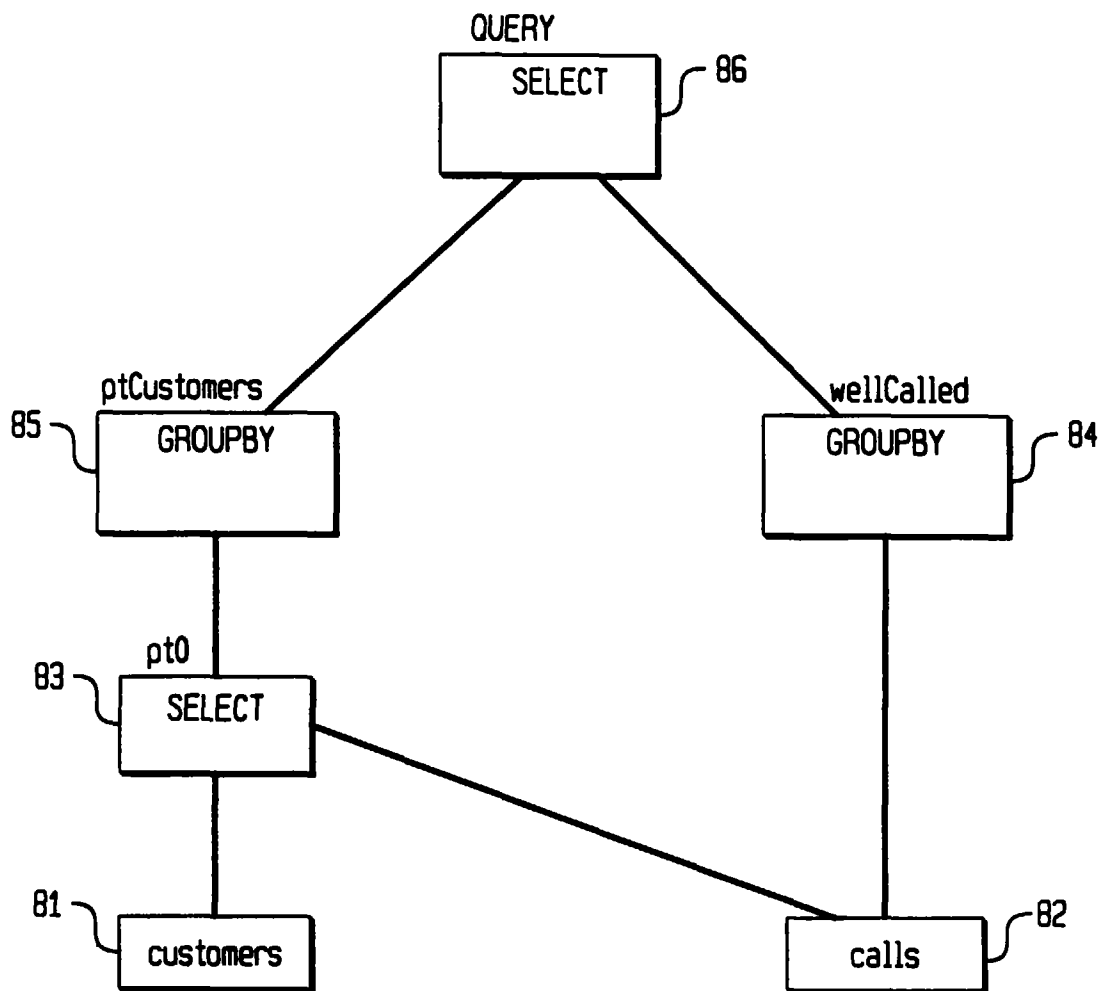 QUERY
SELECT
86
ptCustomers
GROUPBY
85
wellCalled
GROUPBY
84
pt0
SELECT
83
81
customers
calls
82